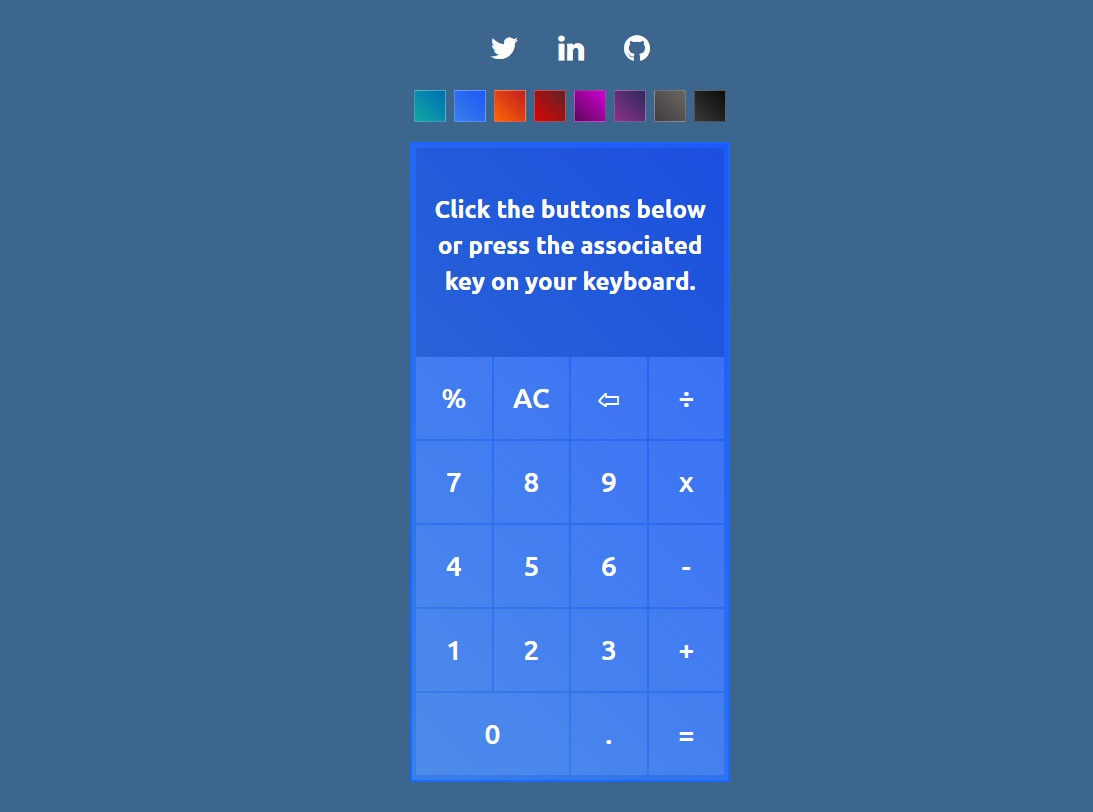 in
Click the buttons below
or press the associated
key on your keyboard.
% AC ⇦ ÷
7 8 9 x
4 5 6 -
1 2 3 +
0 . =